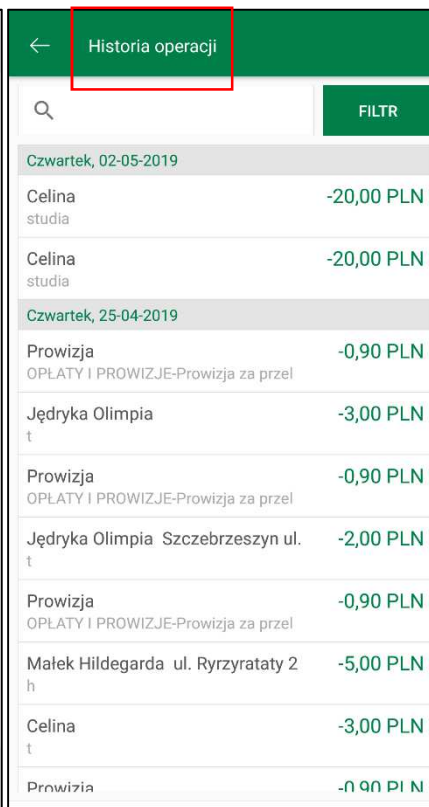 Historia operacji
FILTR
Czwartek, 02-05-2019
Celina -20,00 PLN
studia
Celina -20,00 PLN
studia
Czwartek, 25-04-2019
Prowizja -0,90 PLN
OPŁATY I PROWIZJE-Prowizja za przel
Jędryka Olimpia -3,00 PLN
t
Prowizja -0,90 PLN
OPŁATY I PROWIZJE-Prowizja za przel
Jędryka Olimpia Szczebrzeszyn ul. -2,00 PLN
t
Prowizja -0,90 PLN
OPŁATY I PROWIZJE-Prowizja za przel
Małek Hildegarda ul. Ryrzyrataty 2 -5,00 PLN
h
Celina -3,00 PLN
t
Prowizja -0,90 PLN